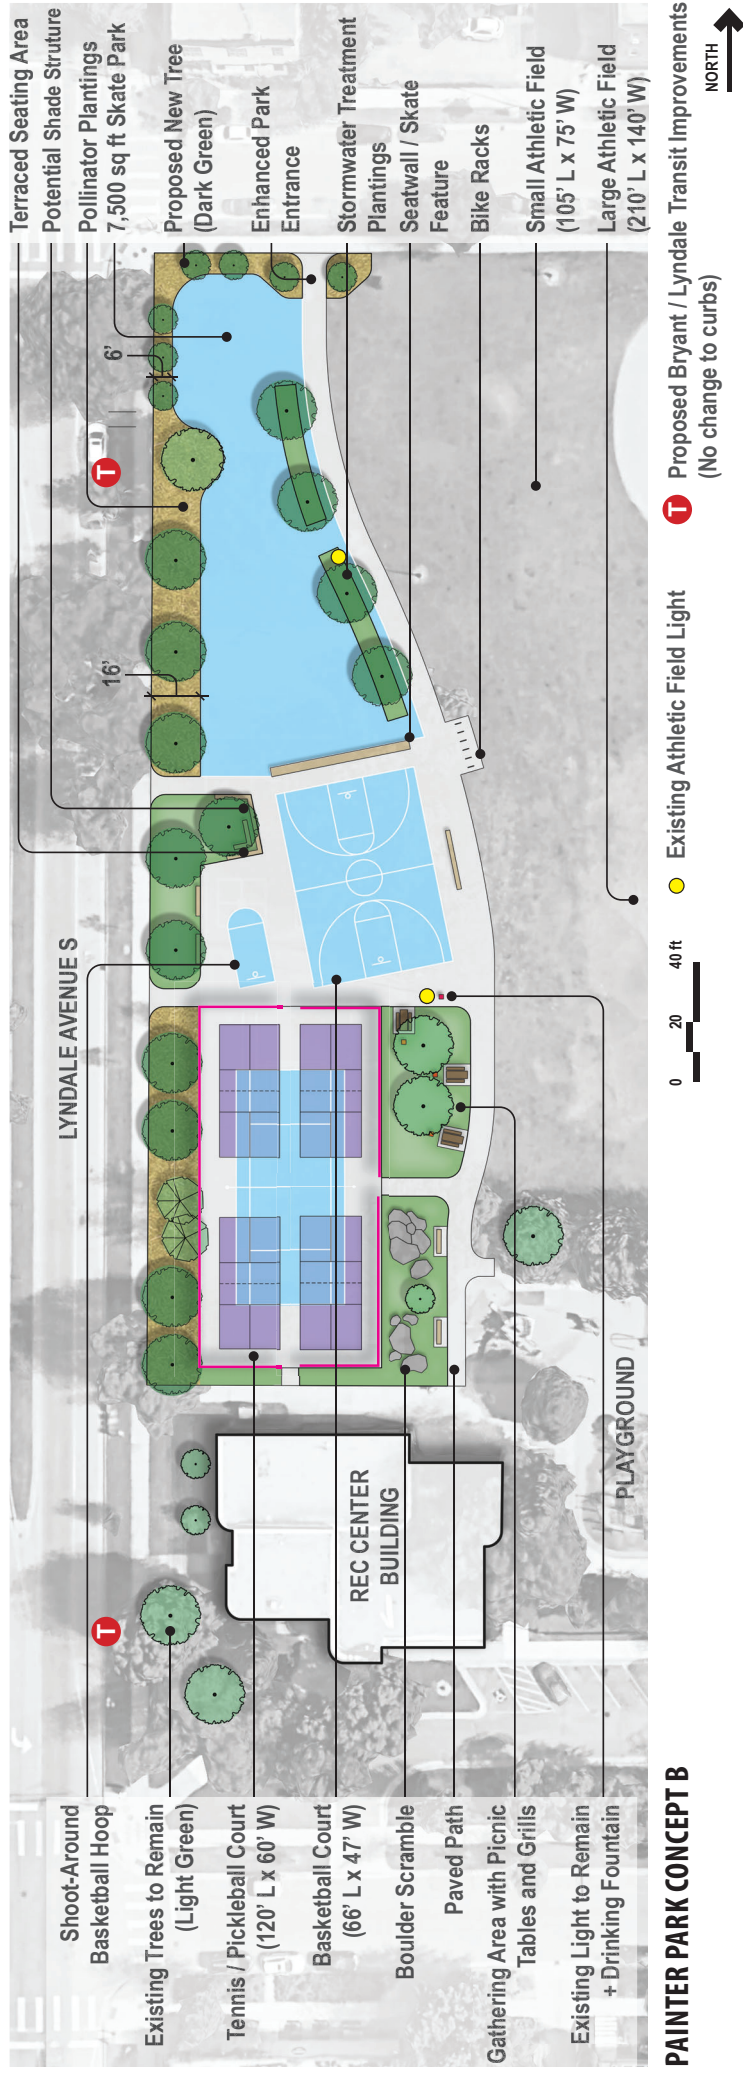 Shoot-Around
Basketball Hoop
Existing Trees to Remain
(Light Green)
Tennis / Pickleball Court
(120' L x 60' W)
Basketball Court
(66' L x 47' W)
Boulder Scramble
Paved Path
Gathering Area with Picnic
Tables and Grills
Existing Light to Remain
+ Drinking Fountain
T
LYNDALE AVENUE S
REC CENTER
BUILDING
PLAYGROUND
16'
6'
T
Terraced Seating Area
Potential Shade Struture
Pollinator Plantings
7,500 sq ft Skate Park
Proposed New Tree
(Dark Green)
Enhanced Park
Entrance
Stormwater Treatment
Plantings
Seatwall / Skate
Feature
Bike Racks
Small Athletic Field
(105' L x 75' W)
Large Athletic Field
(210' L x 140' W)
PAINTER PARK CONCEPT B
0 20 40 ft
Existing Athletic Field Light
T Proposed Bryant / Lyndale Transit Improvements
(No change to curbs)
NORTH